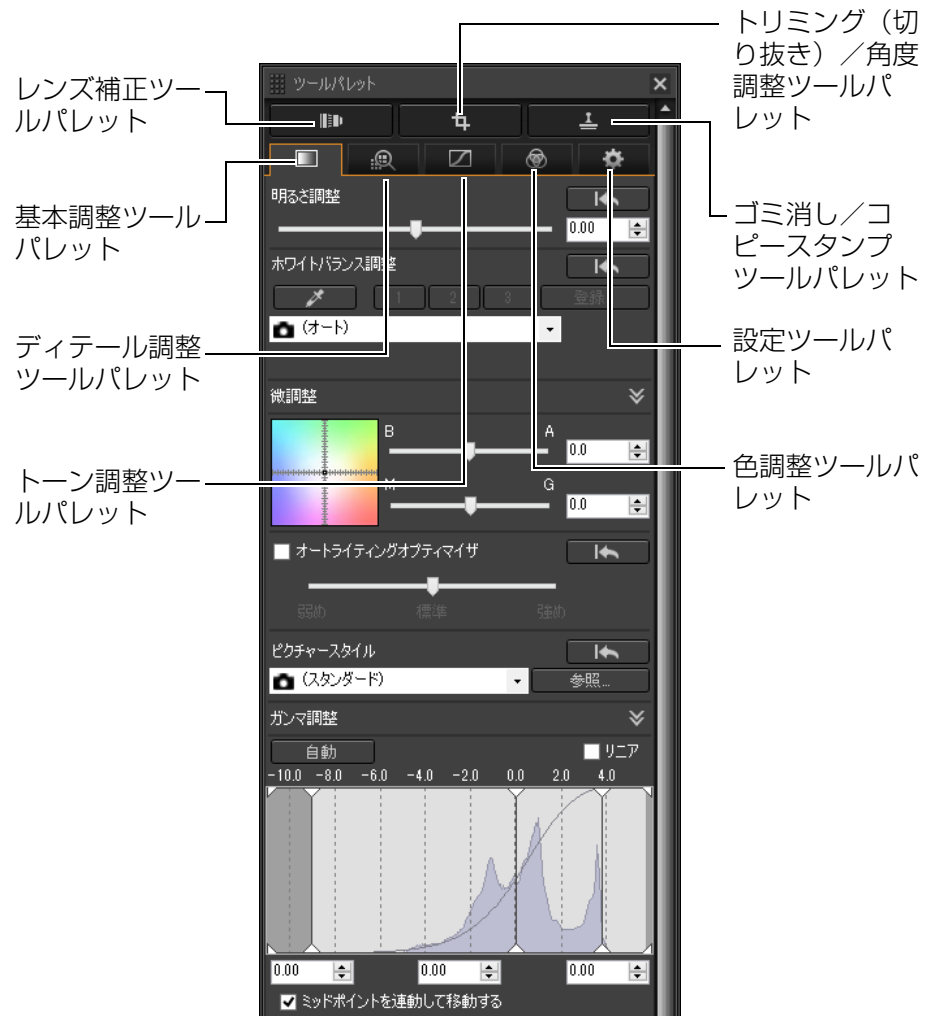 トリミング（切
り抜き）／角度
調整ツールパ
レット
レンズ補正ツー
ルパレット
基本調整ツール
パレット
ディテール調整
ツールパレット
トーン調整ツー
ルパレット
ゴミ消し／コ
ピースタンプ
ツールパレット
設定ツールパ
レット
色調整ツールパ
レット
ツールパレット
明るさ調整
0.00
ホワイトバランス調整
1 2 3 登録
(オート)
微調整
B A
0.0
M G
0.0
オートライティングオプティマイザ
弱め 標準 強め
ピクチャースタイル
(スタンダード) 参照...
ガンマ調整
自動 リニア
-10.0 -8.0 -6.0 -4.0 -2.0 0.0 2.0 4.0
0.00 0.00 0.00
ミッドポイントを連動して移動する